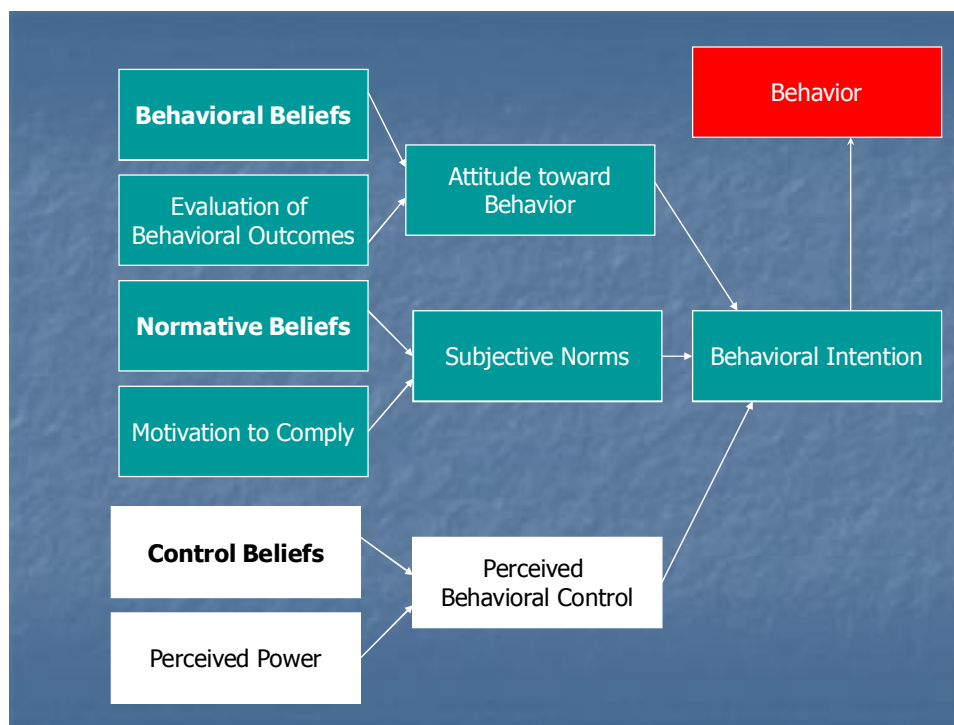 Behavioral Beliefs
Evaluation of
Behavioral Outcomes
Normative Beliefs
Motivation to Comply
Control Beliefs
Perceived Power
Attitude toward
Behavior
Subjective Norms
Perceived
Behavioral Control
Behavior
Behavioral Intention